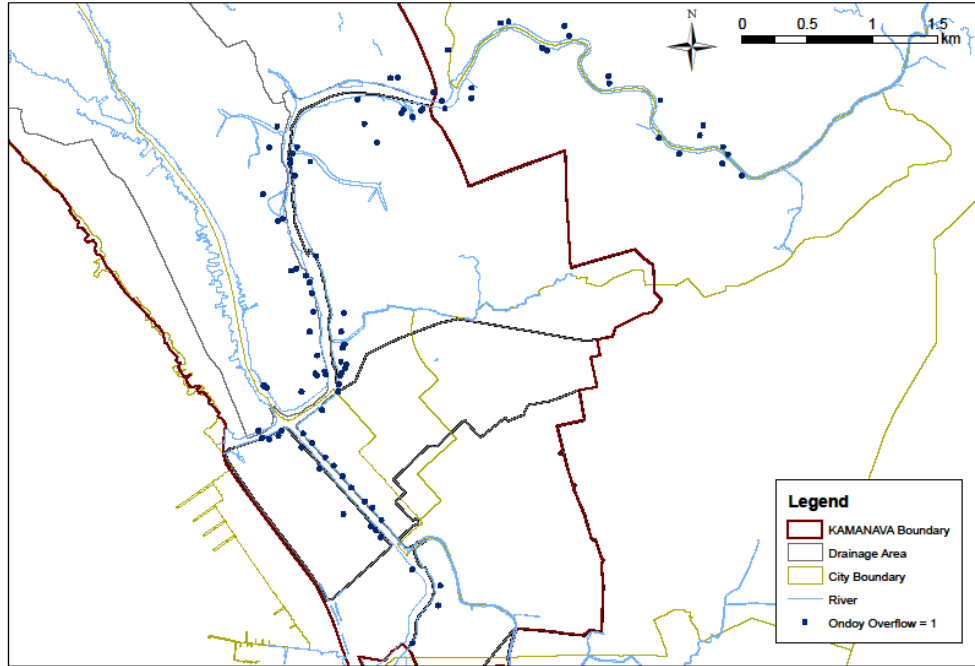 N
0 0.5 1 1.5
km
Legend
KAMANAVA Boundary
Drainage Area
City Boundary
River
Ondoy Overflow = 1